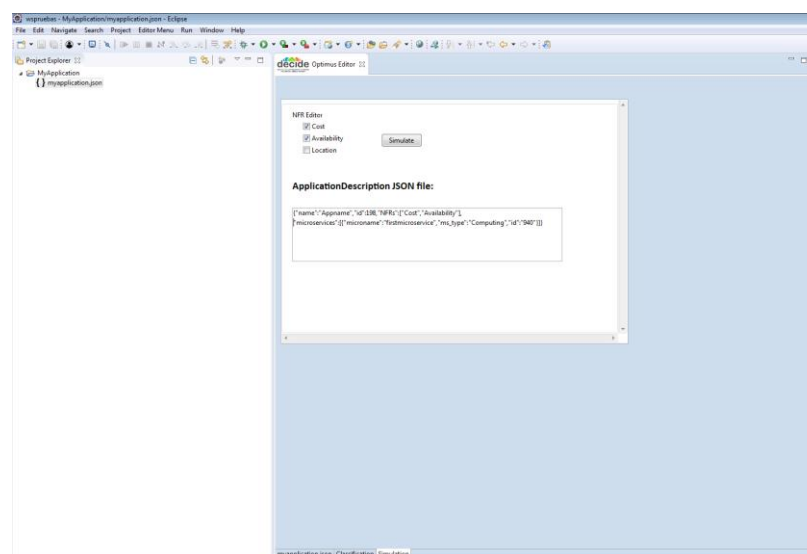 wspruebas - MyApplication/myapplication.json - Eclipse
File Edit Navigate Search Project Editor Menu Run Window Help
Project Explorer
decide Optimus Editor
MyApplication
{ } myapplication.json
NFR Editor
Cost
Availability
Simulate
Location
ApplicationDescription JSON file:
{"name":"Appname","id":198,"NFRs":["Cost","Availability"],
"microservices":[{"microname":"firstmicroservice","ms_type":"Computing","id":"940"}]}
myapplication.json Classification Simulation